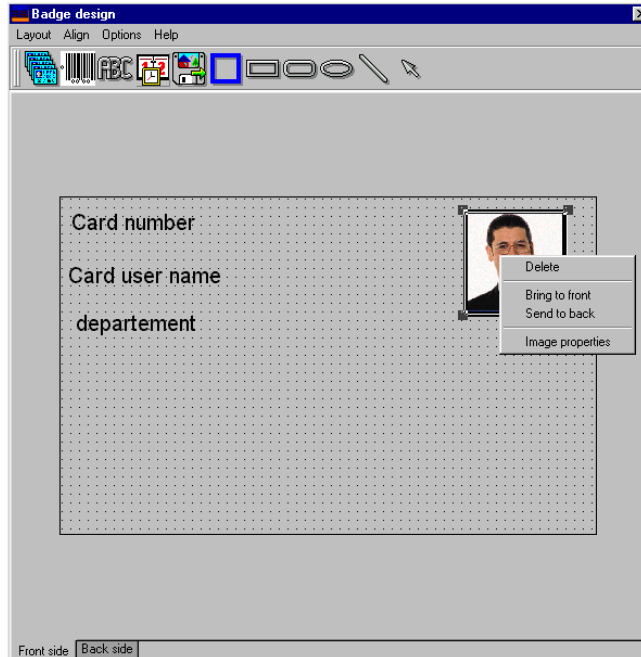 Badge design
Layout Align Options Help
ABC
Card number
Card user name
departement
Delete
Bring to front
Send to back
Image properties
Front side Back side